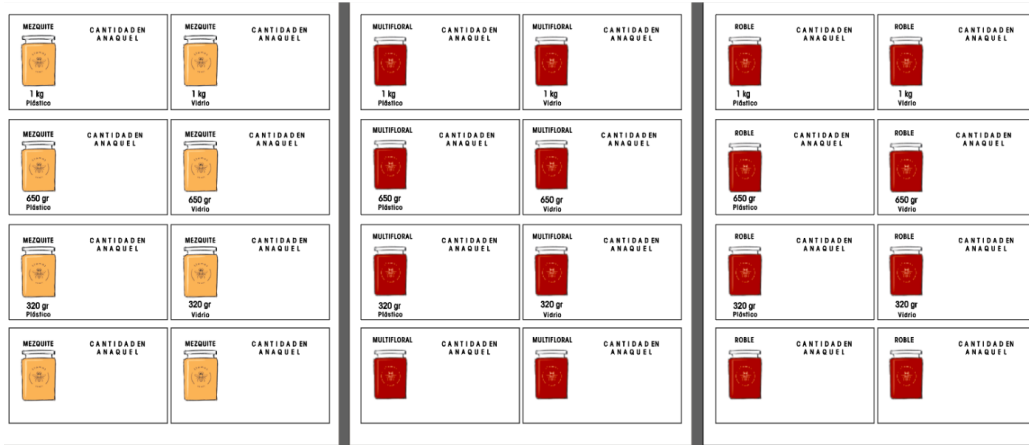 MEZQUITE
CANTIDAD EN
ANAQUEL
1 kg
Plástico
MEZQUITE
CANTIDAD EN
ANAQUEL
1 kg
Vidrio
MEZQUITE
CANTIDAD EN
ANAQUEL
650 gr
Plástico
MEZQUITE
CANTIDAD EN
ANAQUEL
650 gr
Vidrio
MEZQUITE
CANTIDAD EN
ANAQUEL
320 gr
Plástico
MEZQUITE
CANTIDAD EN
ANAQUEL
320 gr
Vidrio
MEZQUITE
CANTIDAD EN
ANAQUEL
MEZQUITE
CANTIDAD EN
ANAQUEL
MULTIFLORAL
CANTIDAD EN
ANAQUEL
1 kg
Plástico
MULTIFLORAL
CANTIDAD EN
ANAQUEL
1 kg
Vidrio
MULTIFLORAL
CANTIDAD EN
ANAQUEL
650 gr
Plástico
MULTIFLORAL
CANTIDAD EN
ANAQUEL
650 gr
Vidrio
MULTIFLORAL
CANTIDAD EN
ANAQUEL
320 gr
Plástico
MULTIFLORAL
CANTIDAD EN
ANAQUEL
320 gr
Vidrio
MULTIFLORAL
CANTIDAD EN
ANAQUEL
MULTIFLORAL
CANTIDAD EN
ANAQUEL
ROBLE
CANTIDAD EN
ANAQUEL
1 kg
Plástico
ROBLE
CANTIDAD EN
ANAQUEL
1 kg
Vidrio
ROBLE
CANTIDAD EN
ANAQUEL
650 gr
Plástico
ROBLE
CANTIDAD EN
ANAQUEL
650 gr
Vidrio
ROBLE
CANTIDAD EN
ANAQUEL
320 gr
Plástico
ROBLE
CANTIDAD EN
ANAQUEL
320 gr
Vidrio
ROBLE
CANTIDAD EN
ANAQUEL
ROBLE
CANTIDAD EN
ANAQUEL